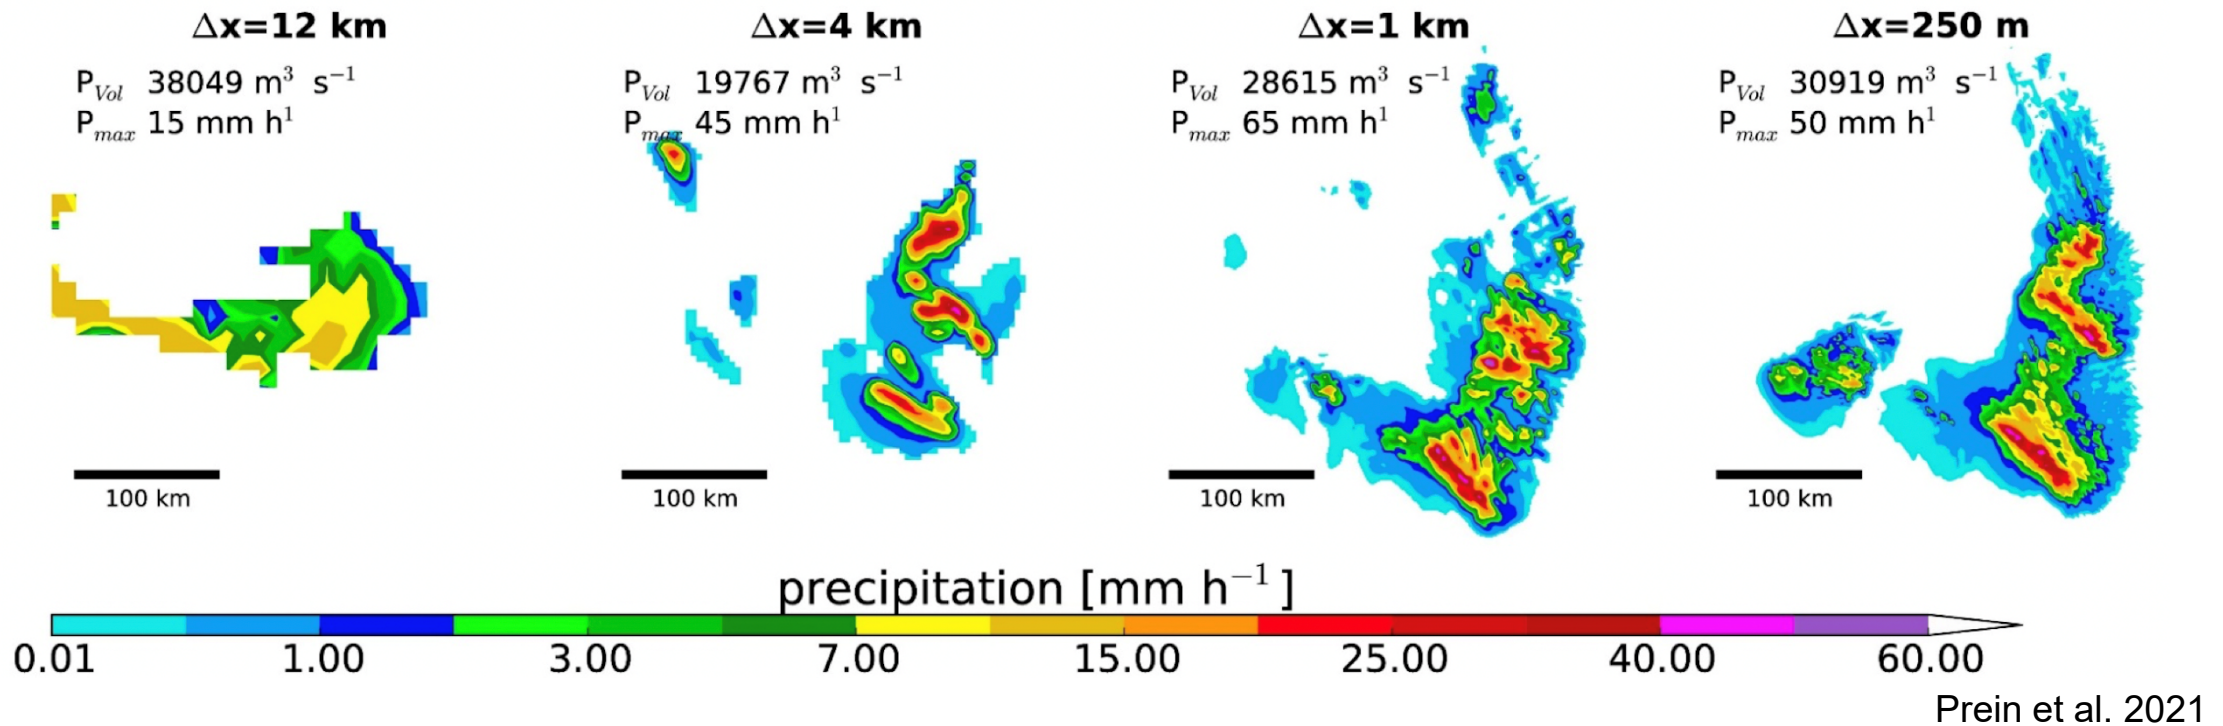 Δx=12 km
P_Vol 38049 m³ s⁻¹
P_max 15 mm h¹
100 km
Δx=4 km
P_Vol 19767 m³ s⁻¹
P_max 45 mm h¹
100 km
Δx=1 km
P_Vol 28615 m³ s⁻¹
P_max 65 mm h¹
100 km
Δx=250 m
P_Vol 30919 m³ s⁻¹
P_max 50 mm h¹
100 km
precipitation [mm h⁻¹ ]
0.01 1.00 3.00 7.00 15.00 25.00 40.00 60.00
Prein et al. 2021